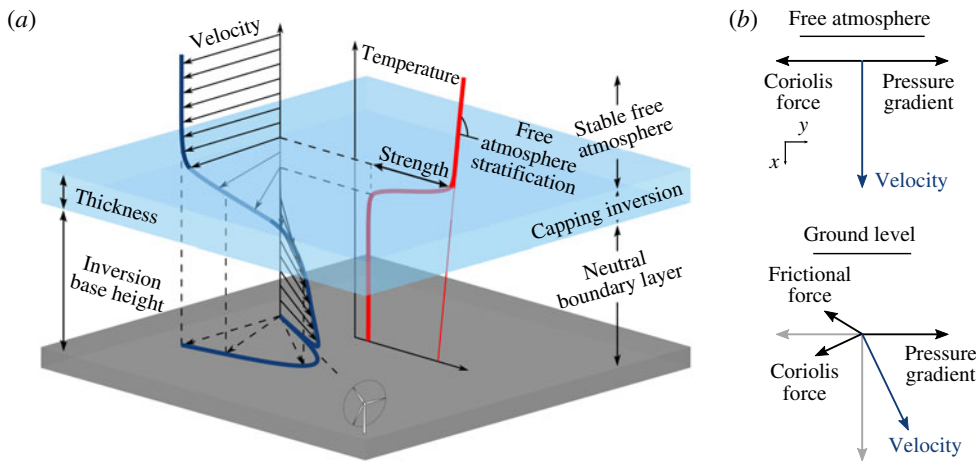 (a)
Velocity
Temperature
Free
atmosphere
stratification
Strength
Stable free
atmosphere
Thickness
Capping inversion
Inversion
base height
Neutral
boundary layer
(b)
Free atmosphere
Coriolis
force
Pressure
gradient
y
x
Velocity
Ground level
Frictional
force
Coriolis
force
Pressure
gradient
Velocity